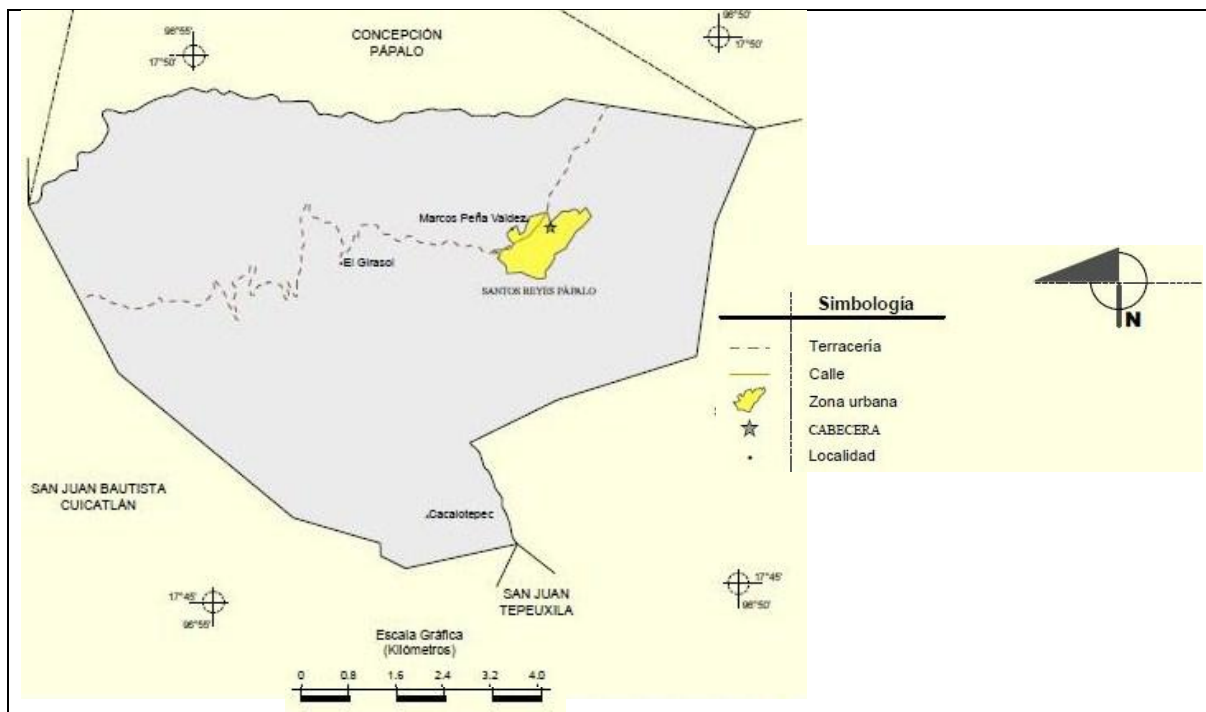 96°55'
17°50'
CONCEPCIÓN
PÁPALO
96°50'
17°50'
Marcos Peña Valdez
El Girasol
SANTOS REYES PÁPALO
Simbología
Terracería
Calle
Zona urbana
CABECERA
Localidad
N
SAN JUAN BAUTISTA
CUICATLÁN
Cacalotepec
17°45'
96°55'
SAN JUAN
TEPEUXILA
17°45'
96°50'
Escala Gráfica
(Kilómetros)
0 0.8 1.6 2.4 3.2 4.0